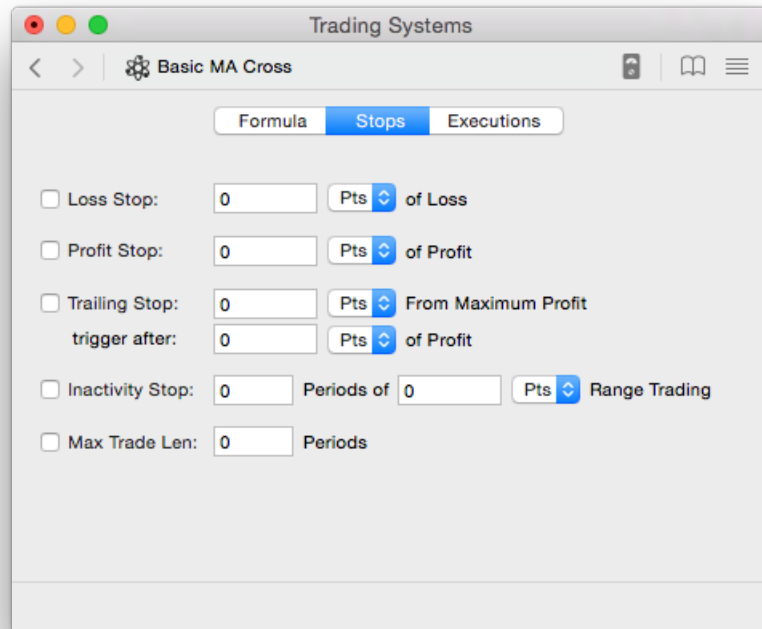 Trading Systems
Basic MA Cross
Formula Stops Executions
Loss Stop: 0 Pts of Loss
Profit Stop: 0 Pts of Profit
Trailing Stop: 0 Pts From Maximum Profit
trigger after: 0 Pts of Profit
Inactivity Stop: 0 Periods of 0 Pts Range Trading
Max Trade Len: 0 Periods